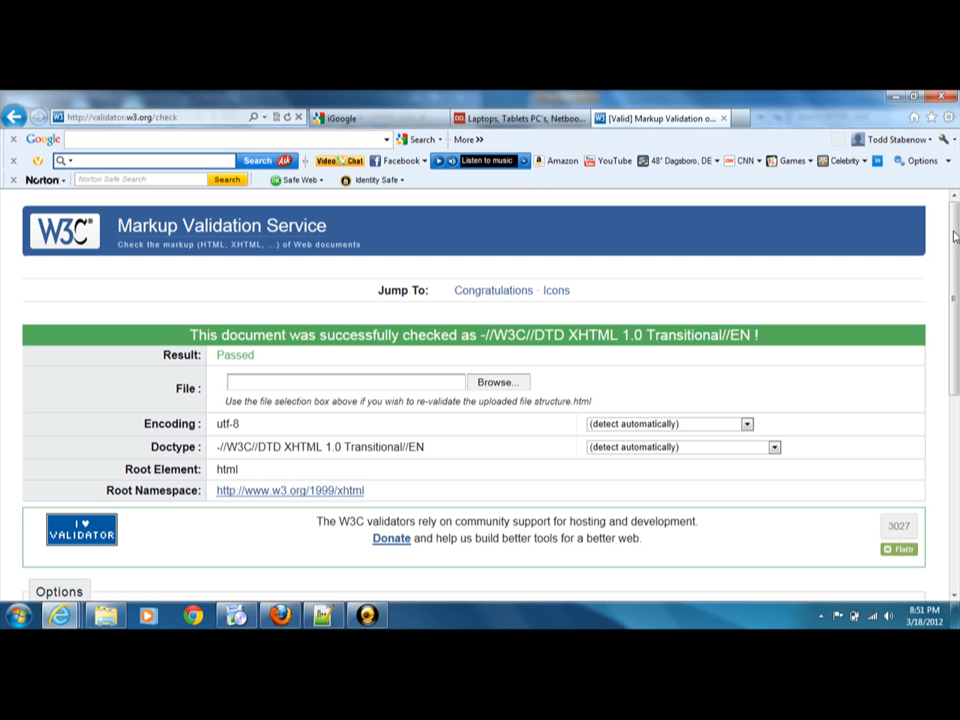 http://validator.w3.org/check
iGoogle
Laptops, Tablets PC's, Netboo...
[Valid] Markup Validation o...
Google
Search
More »
Todd Stabenow
Search Ask
Video Chat
Facebook
Listen to music
Amazon
YouTube
48° Dagsboro, DE
CNN
Games
Celebrity
Options
Norton
Norton Safe Search
Search
Safe Web
Identity Safe
W3C®
Markup Validation Service
Check the markup (HTML, XHTML, ...) of Web documents
Jump To: Congratulations · Icons
This document was successfully checked as -//W3C//DTD XHTML 1.0 Transitional//EN !
Result: Passed
File : Browse...
Use the file selection box above if you wish to re-validate the uploaded file structure.html
Encoding : utf-8 (detect automatically)
Doctype : -//W3C//DTD XHTML 1.0 Transitional//EN (detect automatically)
Root Element: html
Root Namespace: http://www.w3.org/1999/xhtml
I ♥
VALIDATOR
The W3C validators rely on community support for hosting and development.
Donate and help us build better tools for a better web.
3027
Flattr
Options
8:51 PM
3/18/2012